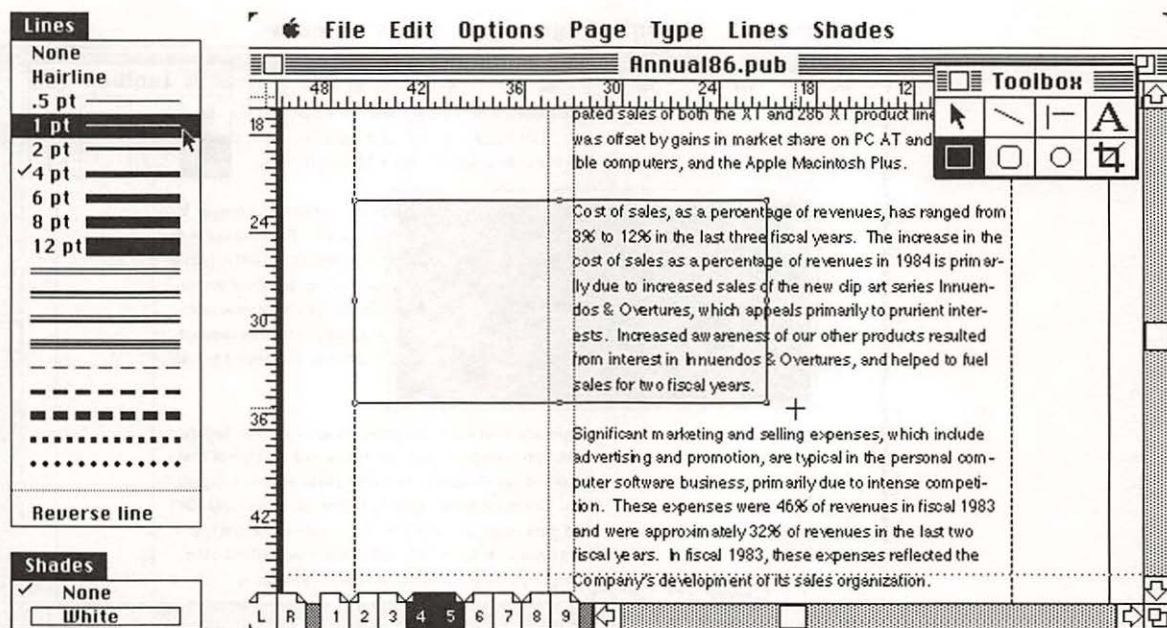 Lines
None
Hairline
.5 pt
1 pt
2 pt
4 pt
6 pt
8 pt
12 pt
Reverse line
Shades
None
White
File Edit Options Page Type Lines Shades
Annual86.pub
48 42 36 30 24 18 12
18
24
30
36
42
Toolbox
A
pated sales of both the XT and 286 XT product line
was offset by gains in market share on PC AT and
ble computers, and the Apple Macintosh Plus.
Cost of sales, as a percentage of revenues, has ranged from
8% to 12% in the last three fiscal years. The increase in the
cost of sales as a percentage of revenues in 1984 is primar-
ily due to increased sales of the new clip art series Innuen-
dos & Overtures, which appeals primarily to prurient inter-
ests. Increased awareness of our other products resulted
from interest in Innuendos & Overtures, and helped to fuel
sales for two fiscal years.
Significant marketing and selling expenses, which include
advertising and promotion, are typical in the personal com-
puter software business, primarily due to intense competi-
tion. These expenses were 46% of revenues in fiscal 1983
and were approximately 32% of revenues in the last two
fiscal years. In fiscal 1983, these expenses reflected the
Company's development of its sales organization.
L R 1 2 3 4 5 6 7 8 9